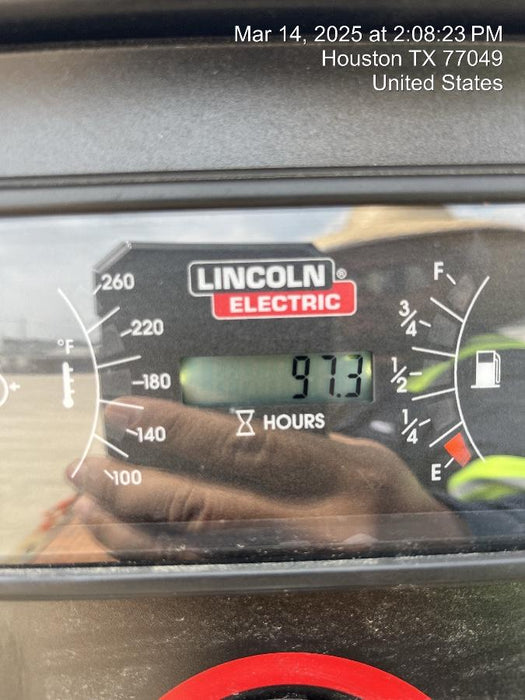 Mar 14, 2025 at 2:08:23 PM
Houston TX 77049
United States
LINCOLN®
ELECTRIC
97.3
HOURS
260
220
°F
180
140
100
F
3/4
1/2
1/4
E